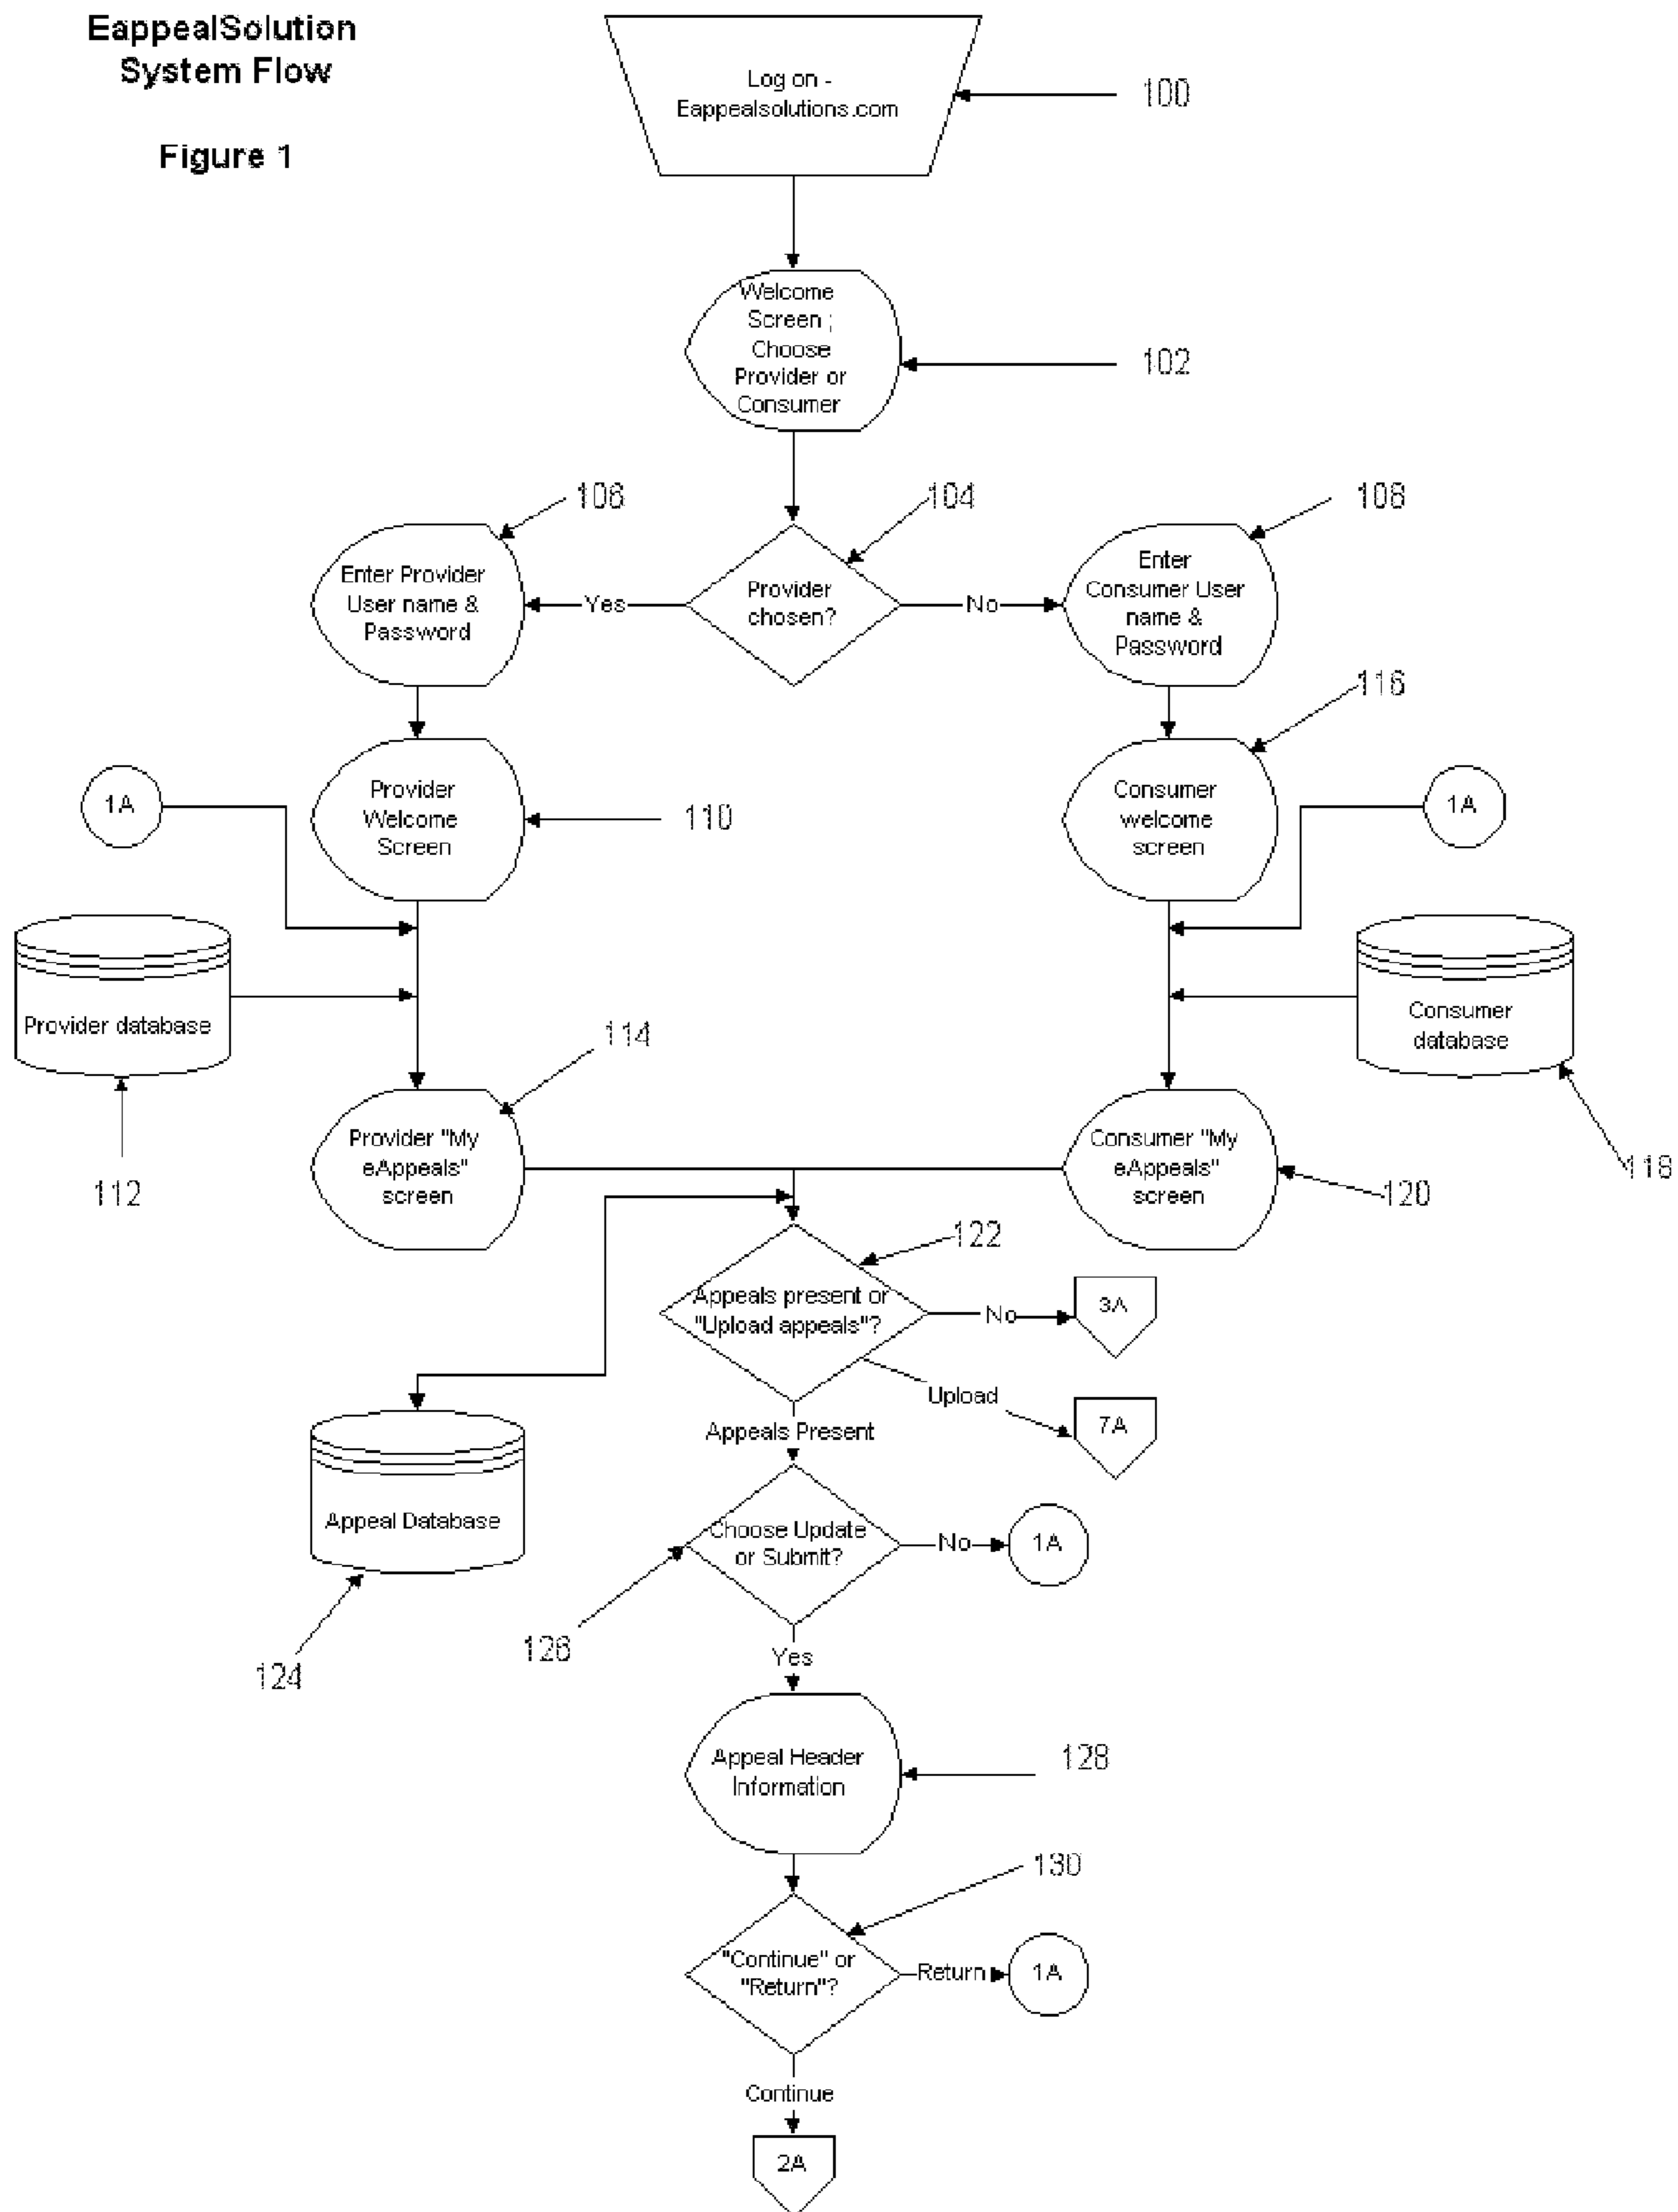 EappealSolution
System Flow
Figure 1
Log on -
Eappealsolutions.com
100
Welcome
Screen ;
Choose
Provider or
Consumer
102
106
104
108
Enter Provider
User name &
Password
Yes
Provider
chosen?
No
Enter
Consumer User
name &
Password
116
1A
Provider
Welcome
Screen
110
Consumer
welcome
screen
1A
Provider database
112
Consumer
database
118
114
Provider "My
eAppeals"
screen
Consumer "My
eAppeals"
screen
120
122
Appeals present or
"Upload appeals"?
No
3A
Upload
7A
Appeals Present
Appeal Database
124
Choose Update
or Submit?
No
1A
126
Yes
Appeal Header
Information
128
130
"Continue" or
"Return"?
Return
1A
Continue
2A